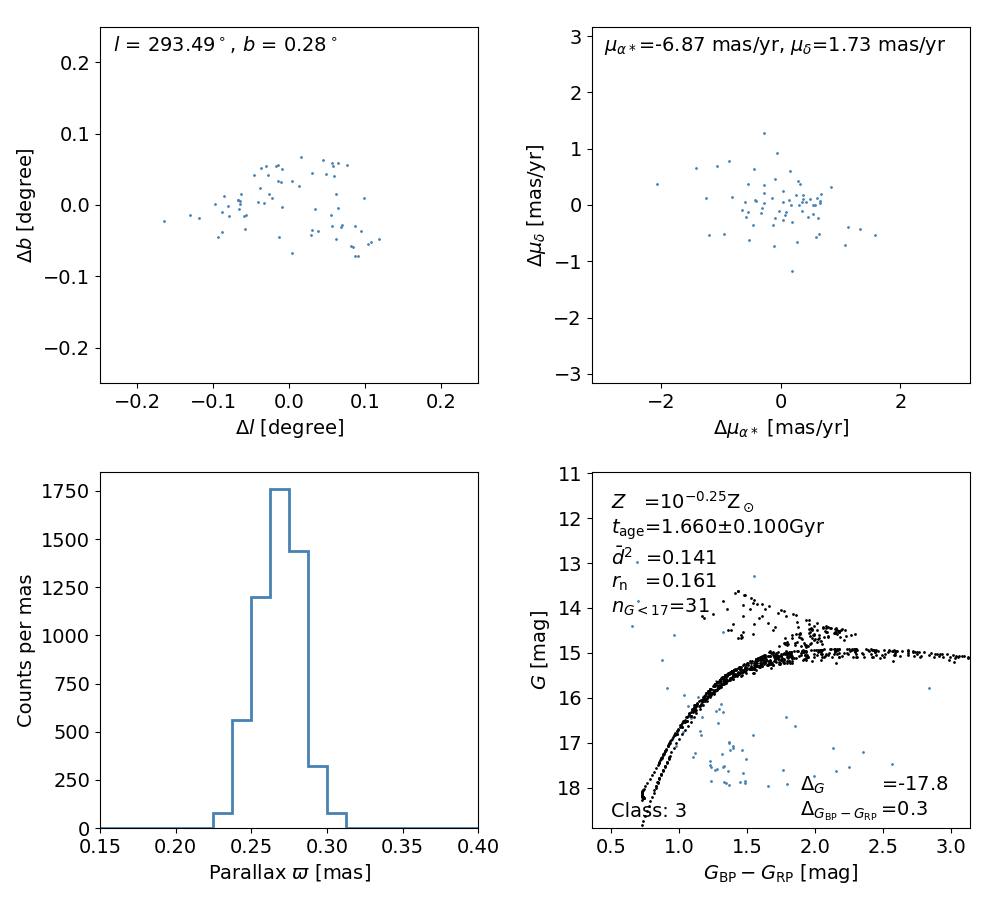 l = 293.49°, b = 0.28°
0.2
0.1
0.0
−0.1
−0.2
Δb [degree]
−0.2 −0.1 0.0 0.1 0.2
Δl [degree]
μα∗=-6.87 mas/yr, μδ=1.73 mas/yr
3
2
1
0
−1
−2
−3
Δμδ [mas/yr]
−2 0 2
Δμα∗ [mas/yr]
1750
1500
1250
1000
750
500
250
0
Counts per mas
0.15 0.20 0.25 0.30 0.35 0.40
Parallax ϖ [mas]
11
12
13
14
15
16
17
18
G [mag]
Z =10^{−0.25}Z⊙
t_age=1.660±0.100Gyr
d̄² =0.141
r_n =0.161
n_{G<17}=31
Δ_G =-17.8
Δ_{G_BP−G_RP}=0.3
Class: 3
0.5 1.0 1.5 2.0 2.5 3.0
G_BP − G_RP [mag]